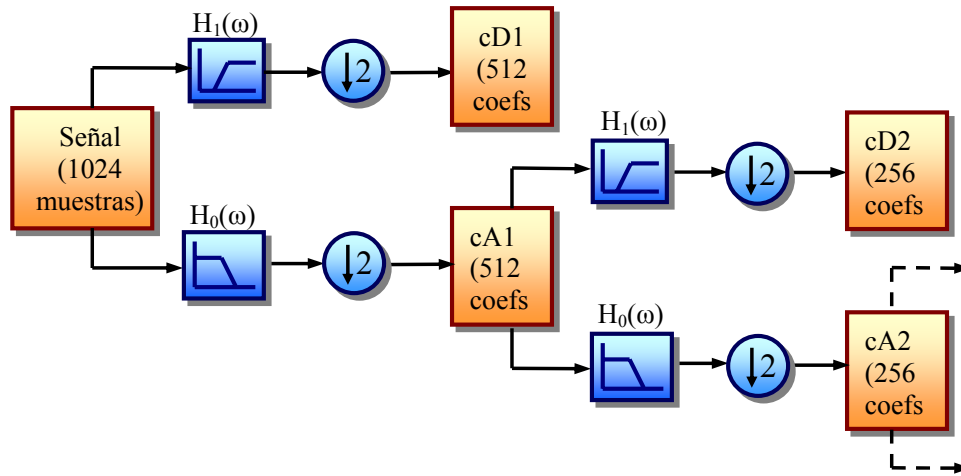 H₁(ω)
↓2
cD1
(512
coefs
Señal
(1024
muestras)
H₀(ω)
↓2
cA1
(512
coefs
H₁(ω)
↓2
cD2
(256
coefs
H₀(ω)
↓2
cA2
(256
coefs